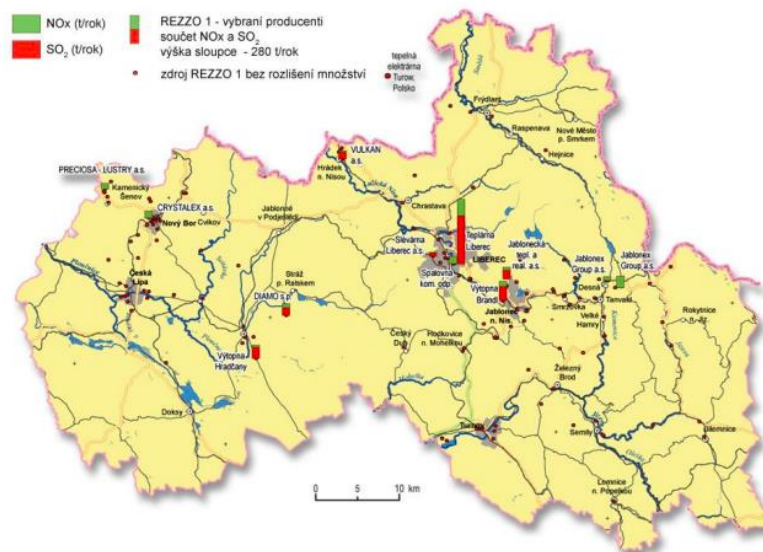 NOx (t/rok)
SO2 (t/rok)
REZZO 1 - vybraní producenti
součet NOx a SO2
výška sloupce - 280 t/rok
zdroj REZZO 1 bez rozlišení množství
tepelná
elektrárna
Turow,
Polsko
Frýdlant
Raspenava
Nové Město
p. Smrkem
Hejnice
VULKAN
a.s.
Hrádek
n. Nisou
PRECIOSA - LUSTRY a.s.
Kamenický
Šenov
CRYSTALEX a.s.
Nový Bor
Cvikov
Jablonné
v Podještědí
Chrastava
Slévárna
Liberec a.s.
Teplárna
Liberec
LIBEREC
Spalovna
kom. odp.
Jablonecká
tepl. a
real. a.s.
Jablonex
Group a.s.
Jablonex
Group a.s.
Desná
Tanvald
Česká
Lípa
Stráž
p. Ralskem
DIAMO s.p.
Výtopna
Brandl
Jablonec
n. Nis.
Smržovka
Velké
Hamry
Rokytnice
n. Jiz.
Výtopna
Hradčany
Český
Dub
Hodkovice
n. Mohelkou
Železný
Brod
Doksy
Semily
Jilemnice
Lomnice
n. Popelkou
0 5 10 km